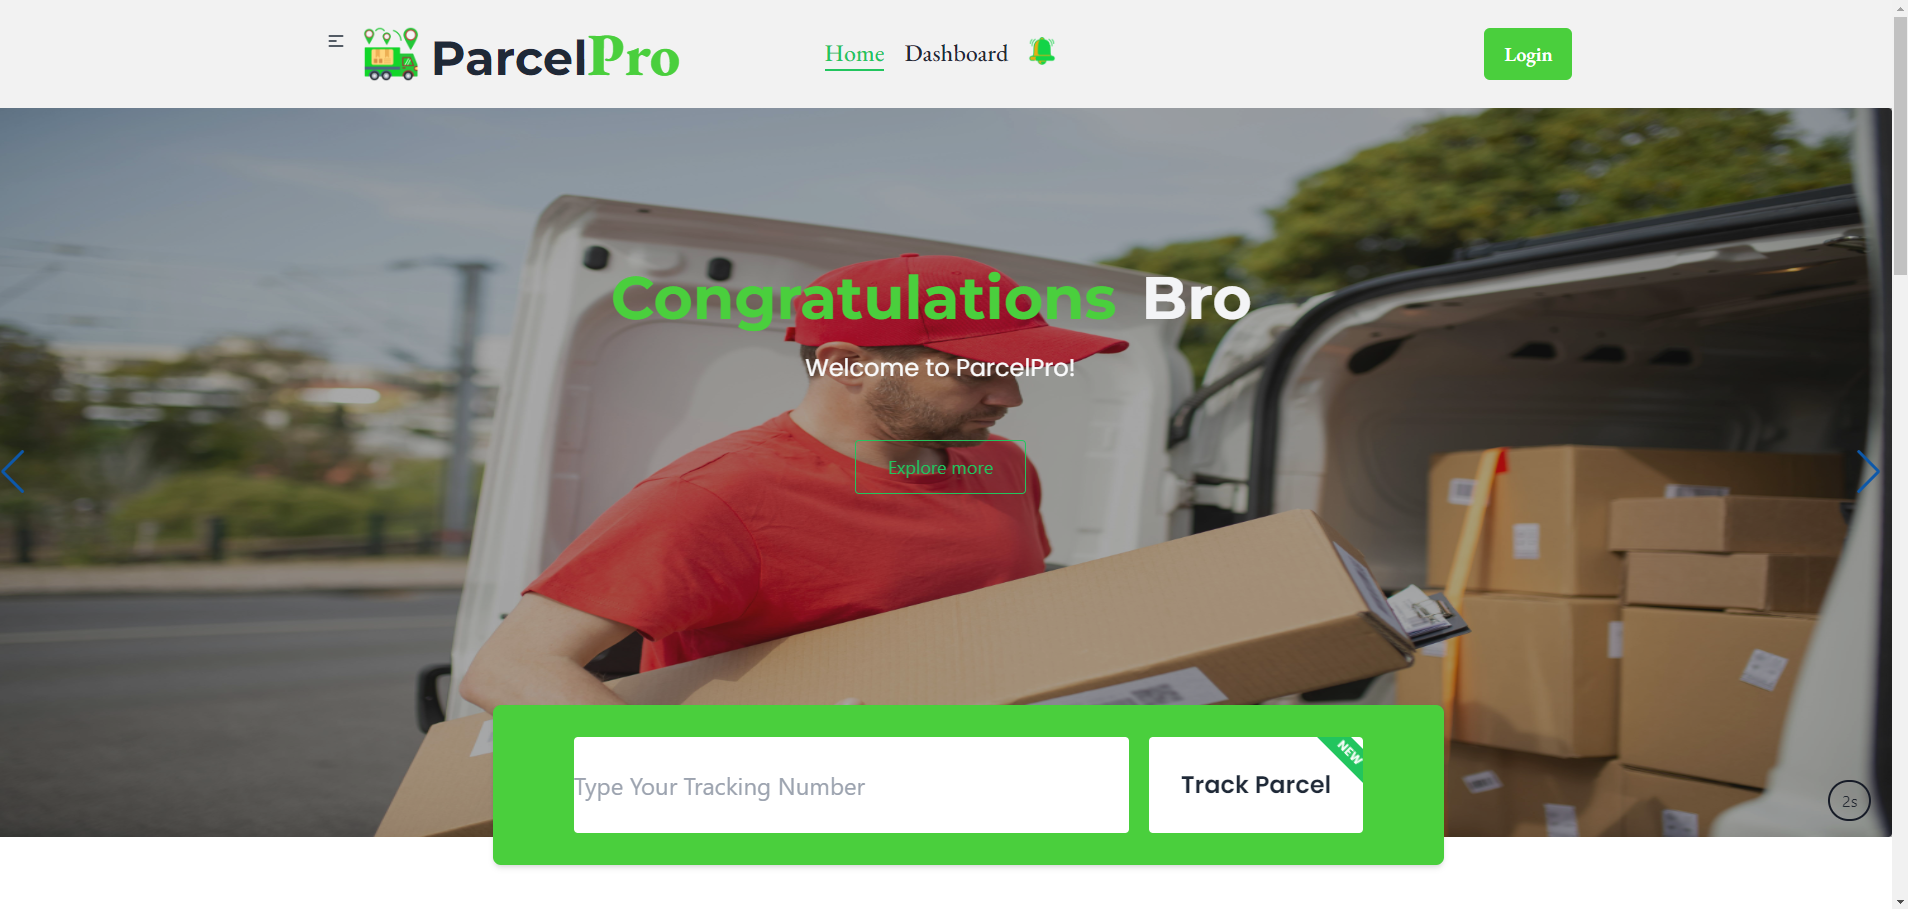 ParcelPro
Home Dashboard
Login
Congratulations Bro
Welcome to ParcelPro!
Explore more
Type Your Tracking Number
Track Parcel
NEW
2s